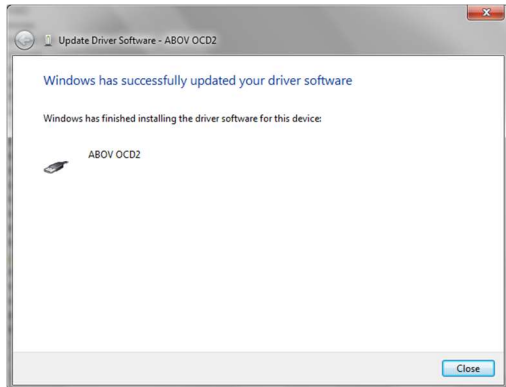 Update Driver Software - ABOV OCD2
Windows has successfully updated your driver software
Windows has finished installing the driver software for this device:
ABOV OCD2
Close